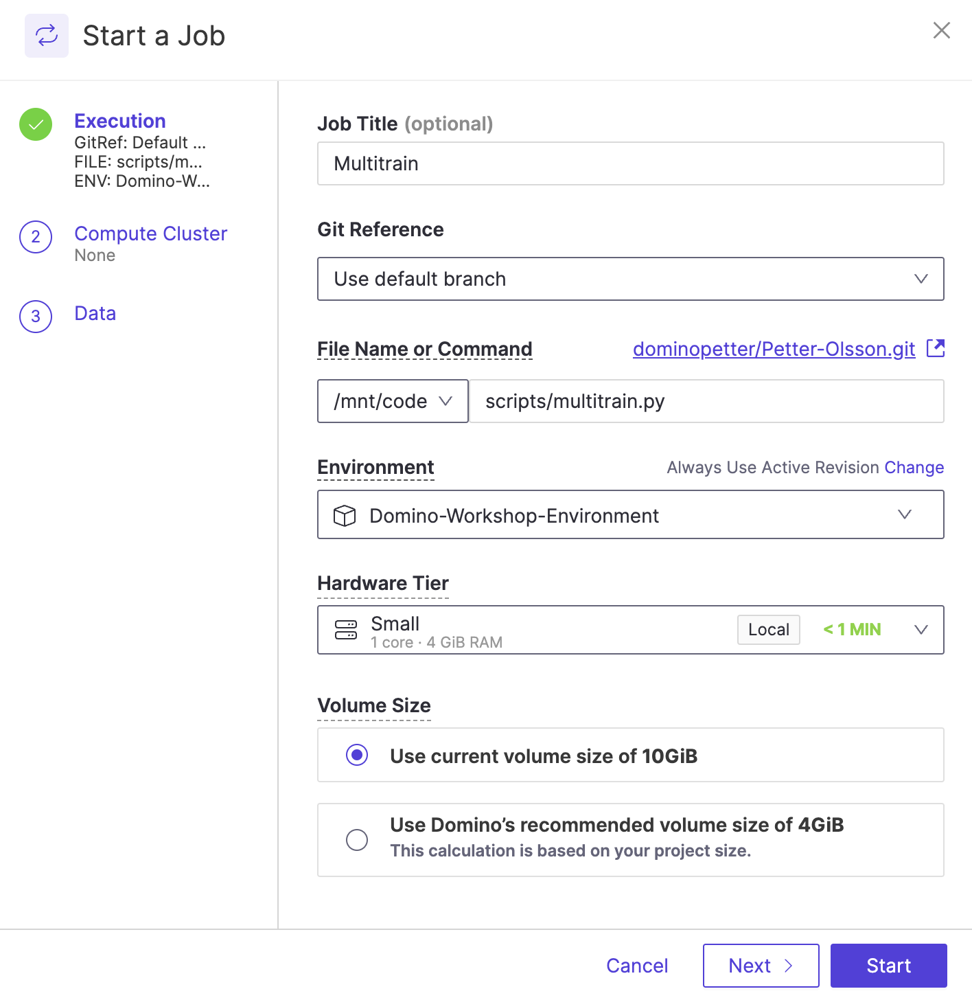 Start a Job
Execution
GitRef: Default ...
FILE: scripts/m...
ENV: Domino-W...
2
Compute Cluster
None
3
Data
Job Title (optional)
Multitrain
Git Reference
Use default branch
File Name or Command
dominopetter/Petter-Olsson.git
/mnt/code
scripts/multitrain.py
Environment
Always Use Active Revision Change
Domino-Workshop-Environment
Hardware Tier
Small
1 core · 4 GiB RAM
Local
< 1 MIN
Volume Size
Use current volume size of 10GiB
Use Domino’s recommended volume size of 4GiB
This calculation is based on your project size.
Cancel
Next
Start